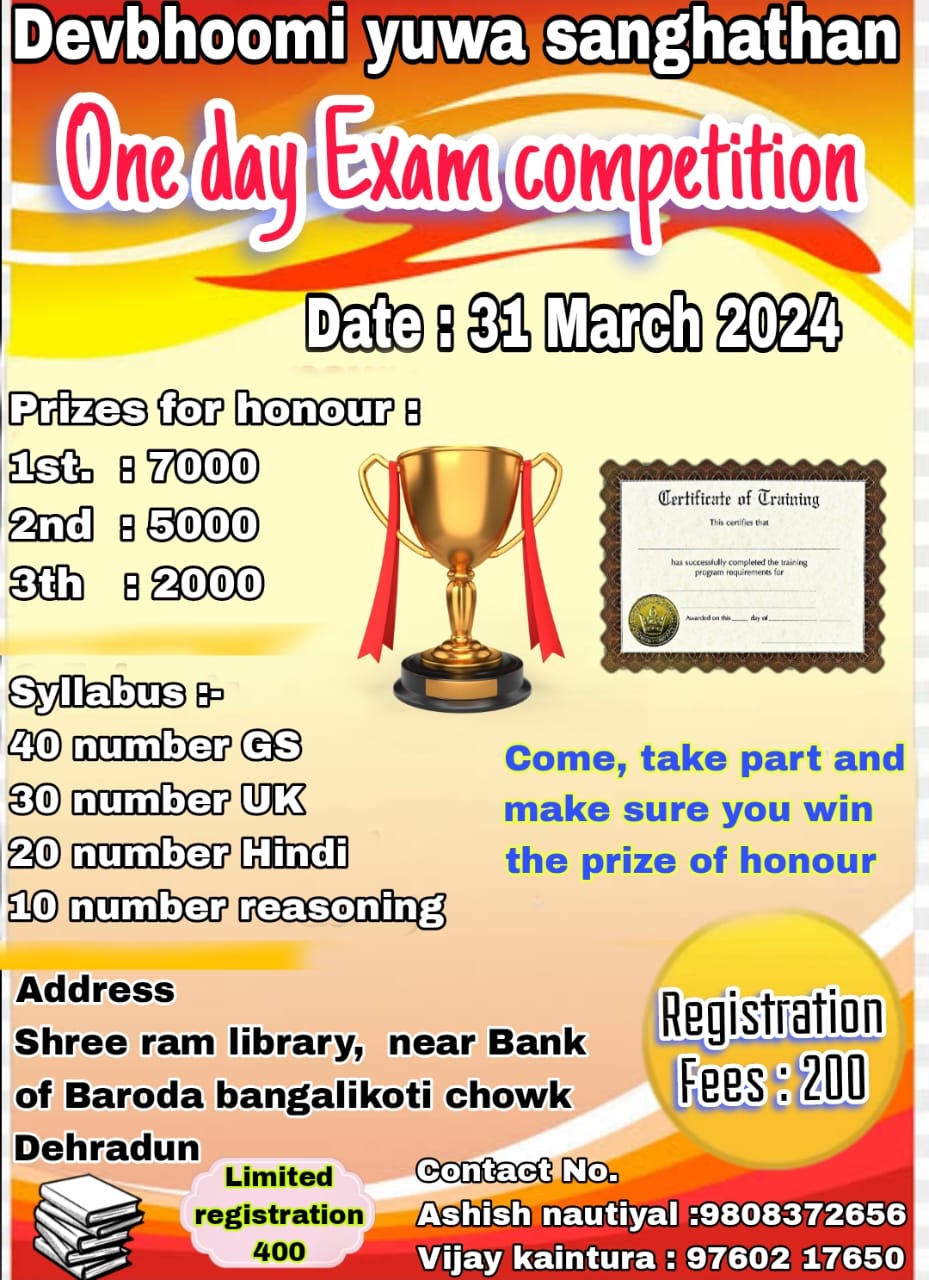 Devbhoomi yuwa sanghathan
One day Exam competition
Date : 31 March 2024
Prizes for honour :
1st. : 7000
2nd : 5000
3th : 2000
Certificate of Training
This certifies that
has successfully completed the training
program requirements for
Awarded on this____ day of____
Syllabus :-
40 number GS
30 number UK
20 number Hindi
10 number reasoning
Come, take part and
make sure you win
the prize of honour
Address
Shree ram library, near Bank
of Baroda bangalikoti chowk
Dehradun
Registration
Fees : 200
Limited
registration
400
Contact No.
Ashish nautiyal :9808372656
Vijay kaintura : 97602 17650